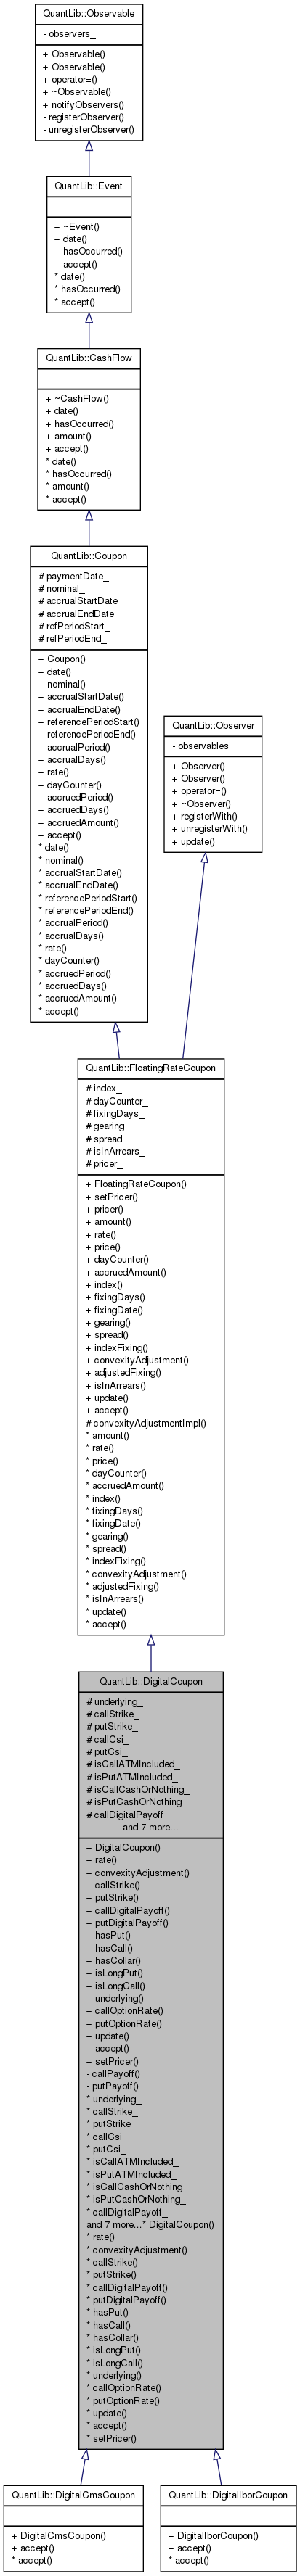 QuantLib::Observable
- observers_
+ Observable()
+ Observable()
+ operator=()
+ ~Observable()
+ notifyObservers()
- registerObserver()
- unregisterObserver()
QuantLib::Event
+ ~Event()
+ date()
+ hasOccurred()
+ accept()
* date()
* hasOccurred()
* accept()
QuantLib::CashFlow
+ ~CashFlow()
+ date()
+ hasOccurred()
+ amount()
+ accept()
* date()
* hasOccurred()
* amount()
* accept()
QuantLib::Coupon
# paymentDate_
# nominal_
# accrualStartDate_
# accrualEndDate_
# refPeriodStart_
# refPeriodEnd_
+ Coupon()
+ date()
+ nominal()
+ accrualStartDate()
+ accrualEndDate()
+ referencePeriodStart()
+ referencePeriodEnd()
+ accrualPeriod()
+ accrualDays()
+ rate()
+ dayCounter()
+ accruedPeriod()
+ accruedDays()
+ accruedAmount()
+ accept()
* date()
* nominal()
* accrualStartDate()
* accrualEndDate()
* referencePeriodStart()
* referencePeriodEnd()
* accrualPeriod()
* accrualDays()
* rate()
* dayCounter()
* accruedPeriod()
* accruedDays()
* accruedAmount()
* accept()
QuantLib::Observer
- observables_
+ Observer()
+ Observer()
+ operator=()
+ ~Observer()
+ registerWith()
+ unregisterWith()
+ update()
QuantLib::FloatingRateCoupon
# index_
# dayCounter_
# fixingDays_
# gearing_
# spread_
# isInArrears_
# pricer_
+ FloatingRateCoupon()
+ setPricer()
+ pricer()
+ amount()
+ rate()
+ price()
+ dayCounter()
+ accruedAmount()
+ index()
+ fixingDays()
+ fixingDate()
+ gearing()
+ spread()
+ indexFixing()
+ convexityAdjustment()
+ adjustedFixing()
+ isInArrears()
+ update()
+ accept()
# convexityAdjustmentImpl()
* amount()
* rate()
* price()
* dayCounter()
* accruedAmount()
* index()
* fixingDays()
* fixingDate()
* gearing()
* spread()
* indexFixing()
* convexityAdjustment()
* adjustedFixing()
* isInArrears()
* update()
* accept()
QuantLib::DigitalCoupon
# underlying_
# callStrike_
# putStrike_
# callCsi_
# putCsi_
# isCallATMIncluded_
# isPutATMIncluded_
# isCallCashOrNothing_
# isPutCashOrNothing_
# callDigitalPayoff_
and 7 more...
+ DigitalCoupon()
+ rate()
+ convexityAdjustment()
+ callStrike()
+ putStrike()
+ callDigitalPayoff()
+ putDigitalPayoff()
+ hasPut()
+ hasCall()
+ hasCollar()
+ isLongPut()
+ isLongCall()
+ underlying()
+ callOptionRate()
+ putOptionRate()
+ update()
+ accept()
+ setPricer()
- callPayoff()
- putPayoff()
* underlying_
* callStrike_
* putStrike_
* callCsi_
* putCsi_
* isCallATMIncluded_
* isPutATMIncluded_
* isCallCashOrNothing_
* isPutCashOrNothing_
* callDigitalPayoff_
and 7 more...* DigitalCoupon()
* rate()
* convexityAdjustment()
* callStrike()
* putStrike()
* callDigitalPayoff()
* putDigitalPayoff()
* hasPut()
* hasCall()
* hasCollar()
* isLongPut()
* isLongCall()
* underlying()
* callOptionRate()
* putOptionRate()
* update()
* accept()
* setPricer()
QuantLib::DigitalCmsCoupon
+ DigitalCmsCoupon()
+ accept()
* accept()
QuantLib::DigitalIborCoupon
+ DigitalIborCoupon()
+ accept()
* accept()